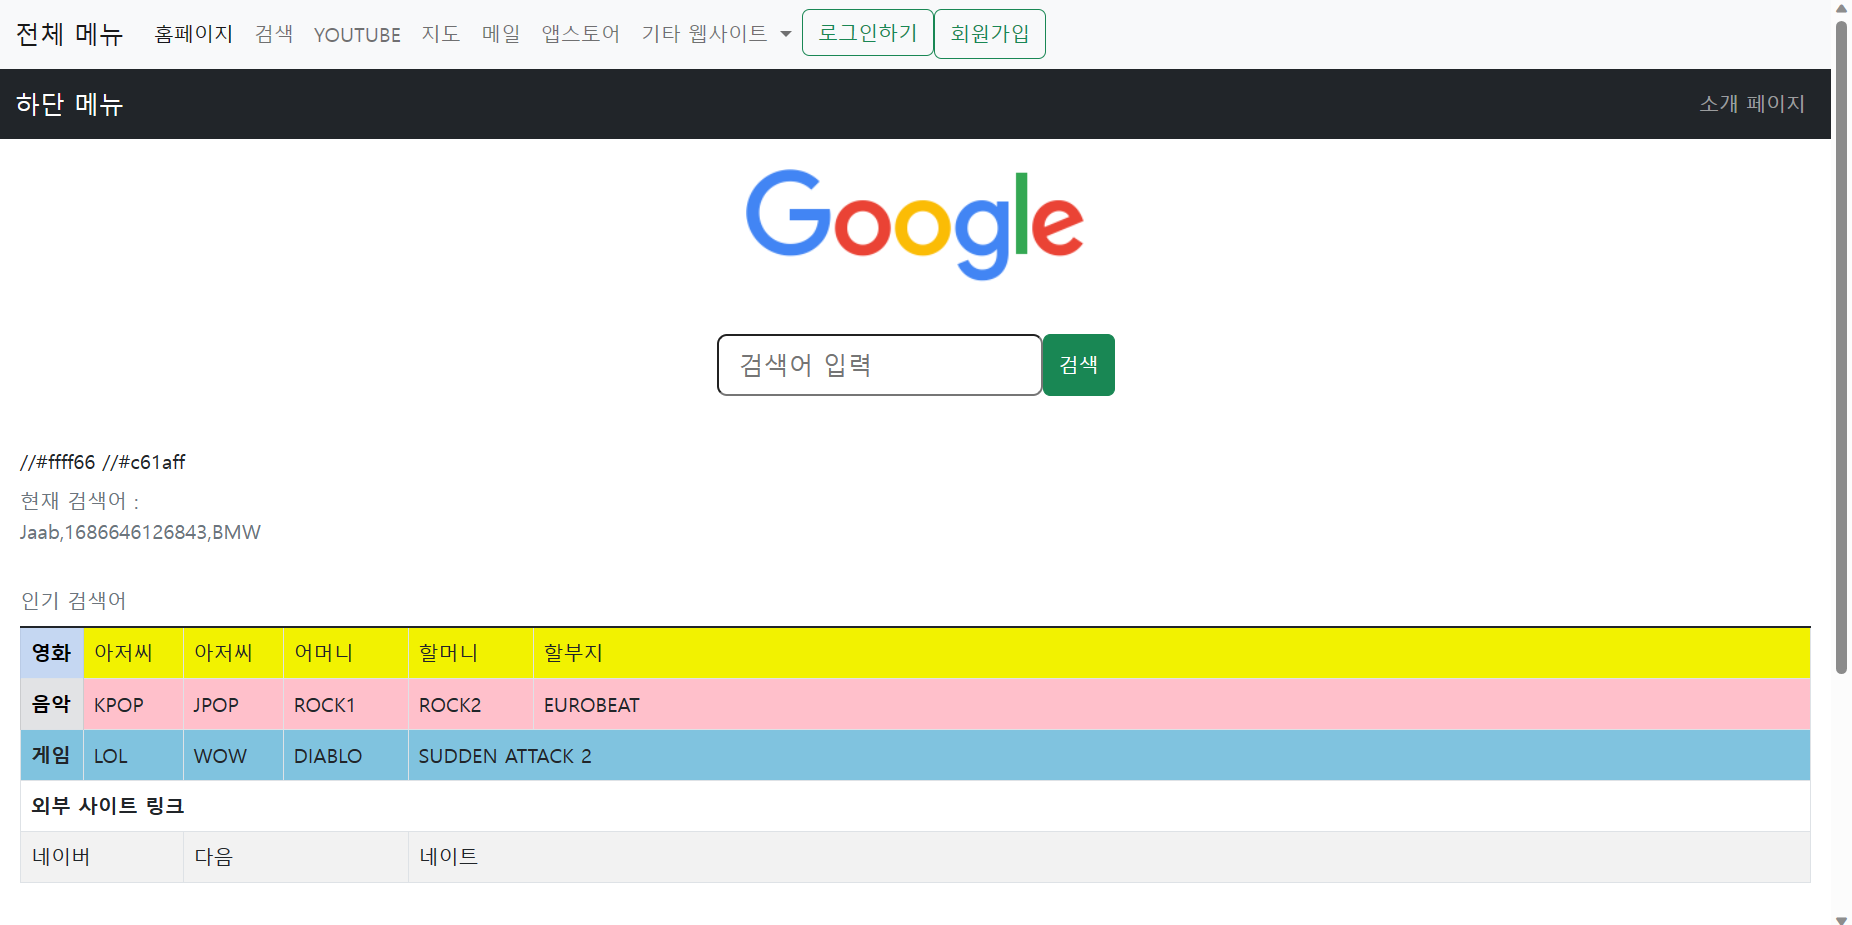 전체 메뉴 홈페이지 검색 YOUTUBE 지도 메일 앱스토어 기타 웹사이트 로그인하기 회원가입
하단 메뉴 소개 페이지
Google
검색어 입력 검색
//#ffff66 //#c61aff
현재 검색어 :
Jaab,1686646126843,BMW
인기 검색어
영화 아저씨 아저씨 어머니 할머니 할부지
음악 KPOP JPOP ROCK1 ROCK2 EUROBEAT
게임 LOL WOW DIABLO SUDDEN ATTACK 2
외부 사이트 링크
네이버 다음 네이트